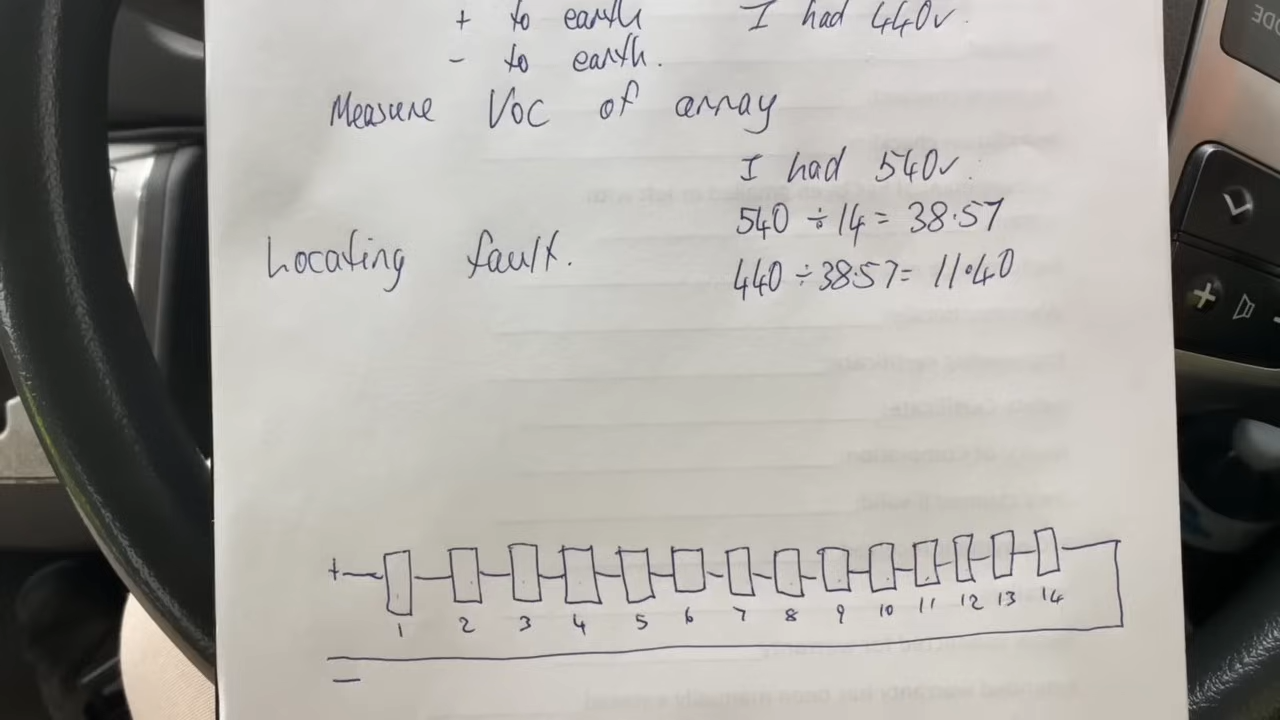 + to earth I had 440v.
- to earth.
Measure Voc of array
I had 540v.
540 ÷ 14 = 38.57
Locating fault.
440 ÷ 38.57 = 11.40
+
1 2 3 4 5 6 7 8 9 10 11 12 13 14
-